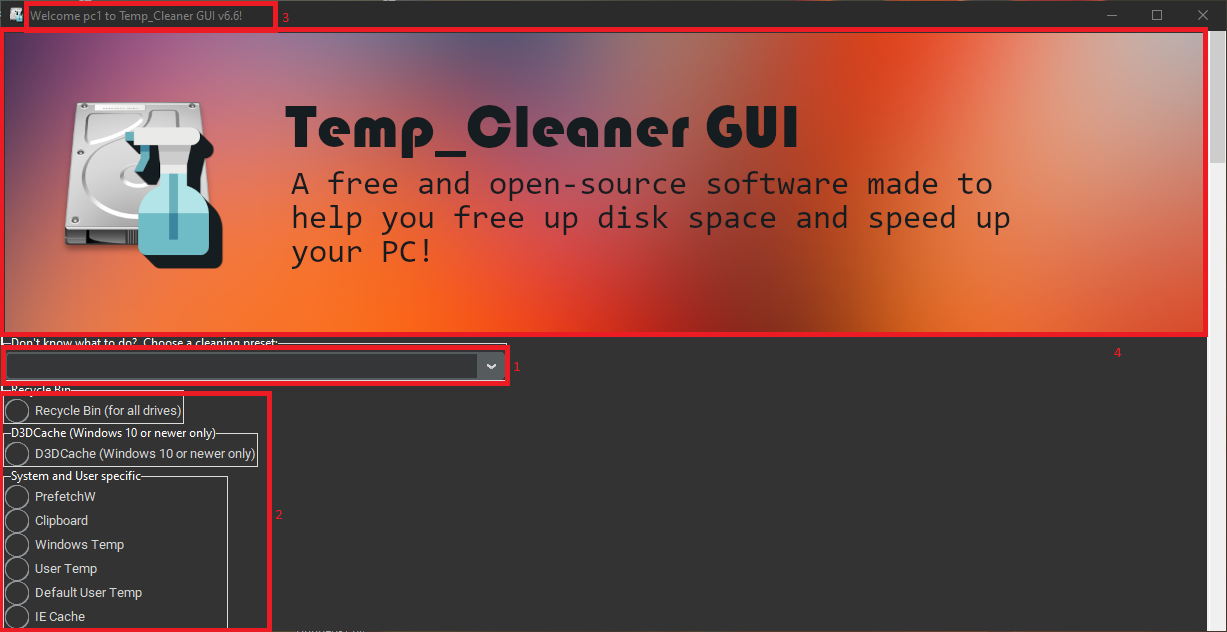 Welcome pc1 to Temp_Cleaner GUI v6.6!
3
Temp_Cleaner GUI
A free and open-source software made to
help you free up disk space and speed up
your PC!
Don't know what to do? Choose a cleaning preset:
4
1
Recycle Bin
Recycle Bin (for all drives)
D3DCache (Windows 10 or newer only)
D3DCache (Windows 10 or newer only)
System and User specific
PrefetchW
2
Clipboard
Windows Temp
User Temp
Default User Temp
IE Cache